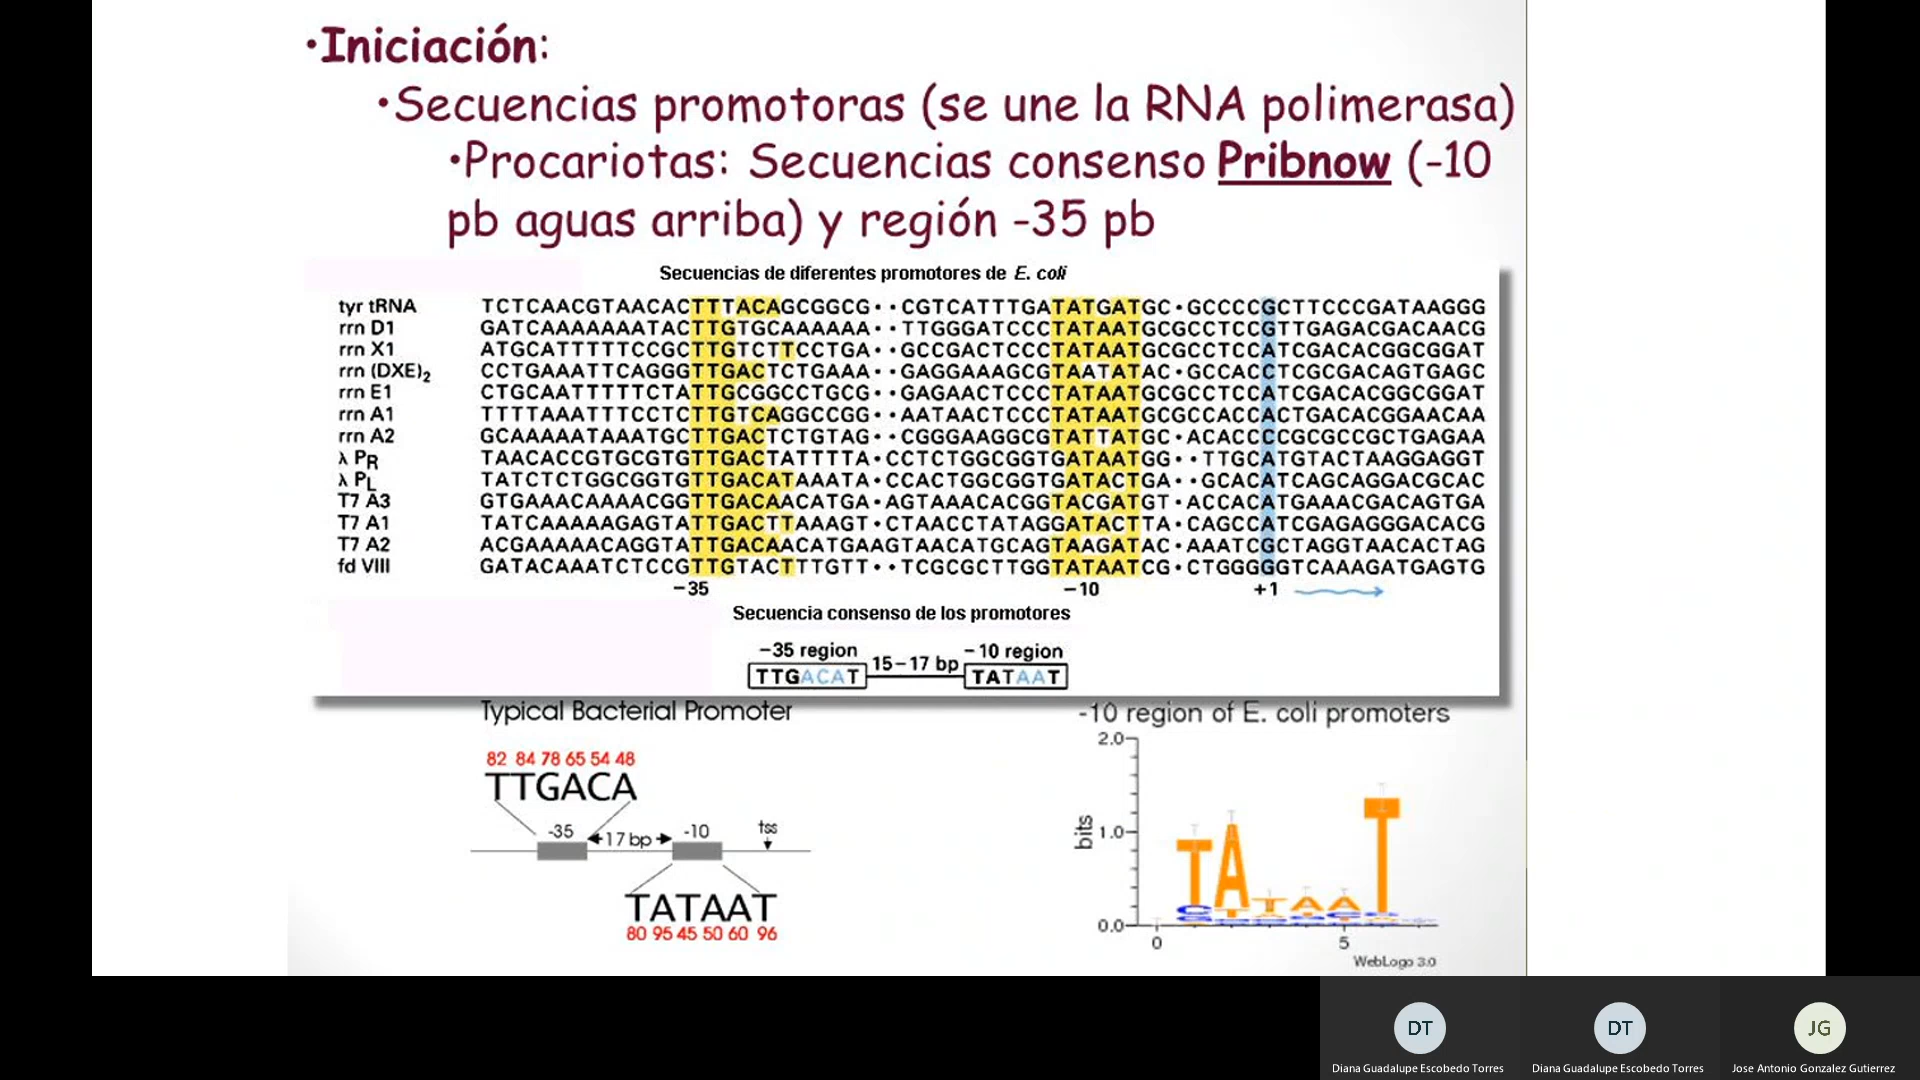 •Iniciación:
•Secuencias promotoras (se une la RNA polimerasa)
•Procariotas: Secuencias consenso Pribnow (-10
pb aguas arriba) y región -35 pb
Secuencias de diferentes promotores de E. coli
tyr tRNA TCTCAACGTAACACTTTACAGCGGCG··CGTCATTTGATATGATGC·GCCCCGCTTCCCGATAAGGG
rrn D1 GATCAAAAAAATACTTGTGCAAAAAA··TTGGGATCCCTATAATGCGCCTCCGTTGAGACGACAACG
rrn X1 ATGCATTTTTCCGCTTGTCTTCCTGA··GCCGACTCCCTATAATGCGCCTCCATCGACACGGCGGAT
rrn (DXE)2 CCTGAAATTCAGGGTTGACTCTGAAA··GAGGAAAGCGTAATATAC·GCCACCTCGCGACAGTGAGC
rrn E1 CTGCAATTTTTCTATTGCGGCCTGCG··GAGAACTCCCTATAATGCGCCTCCATCGACACGGCGGAT
rrn A1 TTTTAAATTTCCTCTTGTCAGGCCGG··AATAACTCCCTATAATGCGCCACCACTGACACGGAACAA
rrn A2 GCAAAAATAAATGCTTGACTCTGTAG··CGGGAAGGCGTATTATGC·ACACCCCGCGCCGCTGAGAA
λ PR TAACACCGTGCGTGTTGACTATTTTA·CCTCTGGCGGTGATAATGG··TTGCATGTACTAAGGAGGT
λ PL TATCTCTGGCGGTGTTGACATAAATA·CCACTGGCGGTGATACTGA··GCACATCAGCAGGACGCAC
T7 A3 GTGAAACAAAACGGTTGACAACATGA·AGTAAACACGGTACGATGT·ACCACATGAAACGACAGTGA
T7 A1 TATCAAAAAGAGTATTGACTTAAAGT·CTAACCTATAGGATACTTA·CAGCCATCGAGAGGGACACG
T7 A2 ACGAAAAACAGGTATTGACAACATGAAGTAACATGCAGTAAGATAC·AAATCGCTAGGTAACACTAG
fd VIII GATACAAATCTCCGTTGTACTTTGTT··TCGCGCTTGGTATAATCG·CTGGGGGTCAAAGATGAGTG
−35 −10 +1
Secuencia consenso de los promotores
−35 region 15−17 bp −10 region
TTGACAT TATAAT
Typical Bacterial Promoter
82 84 78 65 54 48
TTGACA
-35 17 bp -10 tss
TATAAT
80 95 45 50 60 96
-10 region of E. coli promoters
2.0
bits
1.0
0.0
TATAAT
0 5
WebLogo 3.0
DT DT JG
Diana Guadalupe Escobedo Torres Diana Guadalupe Escobedo Torres Jose Antonio Gonzalez Gutierrez